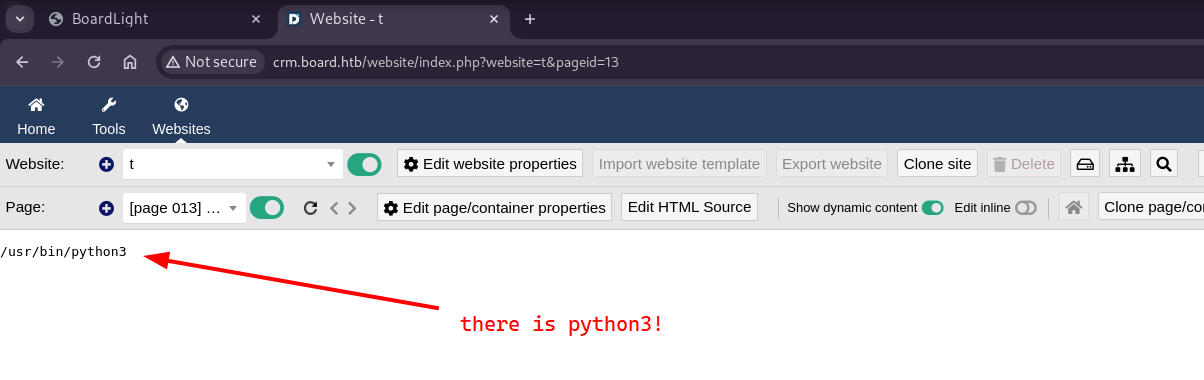 BoardLight
Website - t
Not secure crm.board.htb/website/index.php?website=t&pageid=13
Home Tools Websites
Website: t Edit website properties Import website template Export website Clone site Delete
Page: [page 013] ... Edit page/container properties Edit HTML Source Show dynamic content Edit inline Clone page/con
/usr/bin/python3
there is python3!